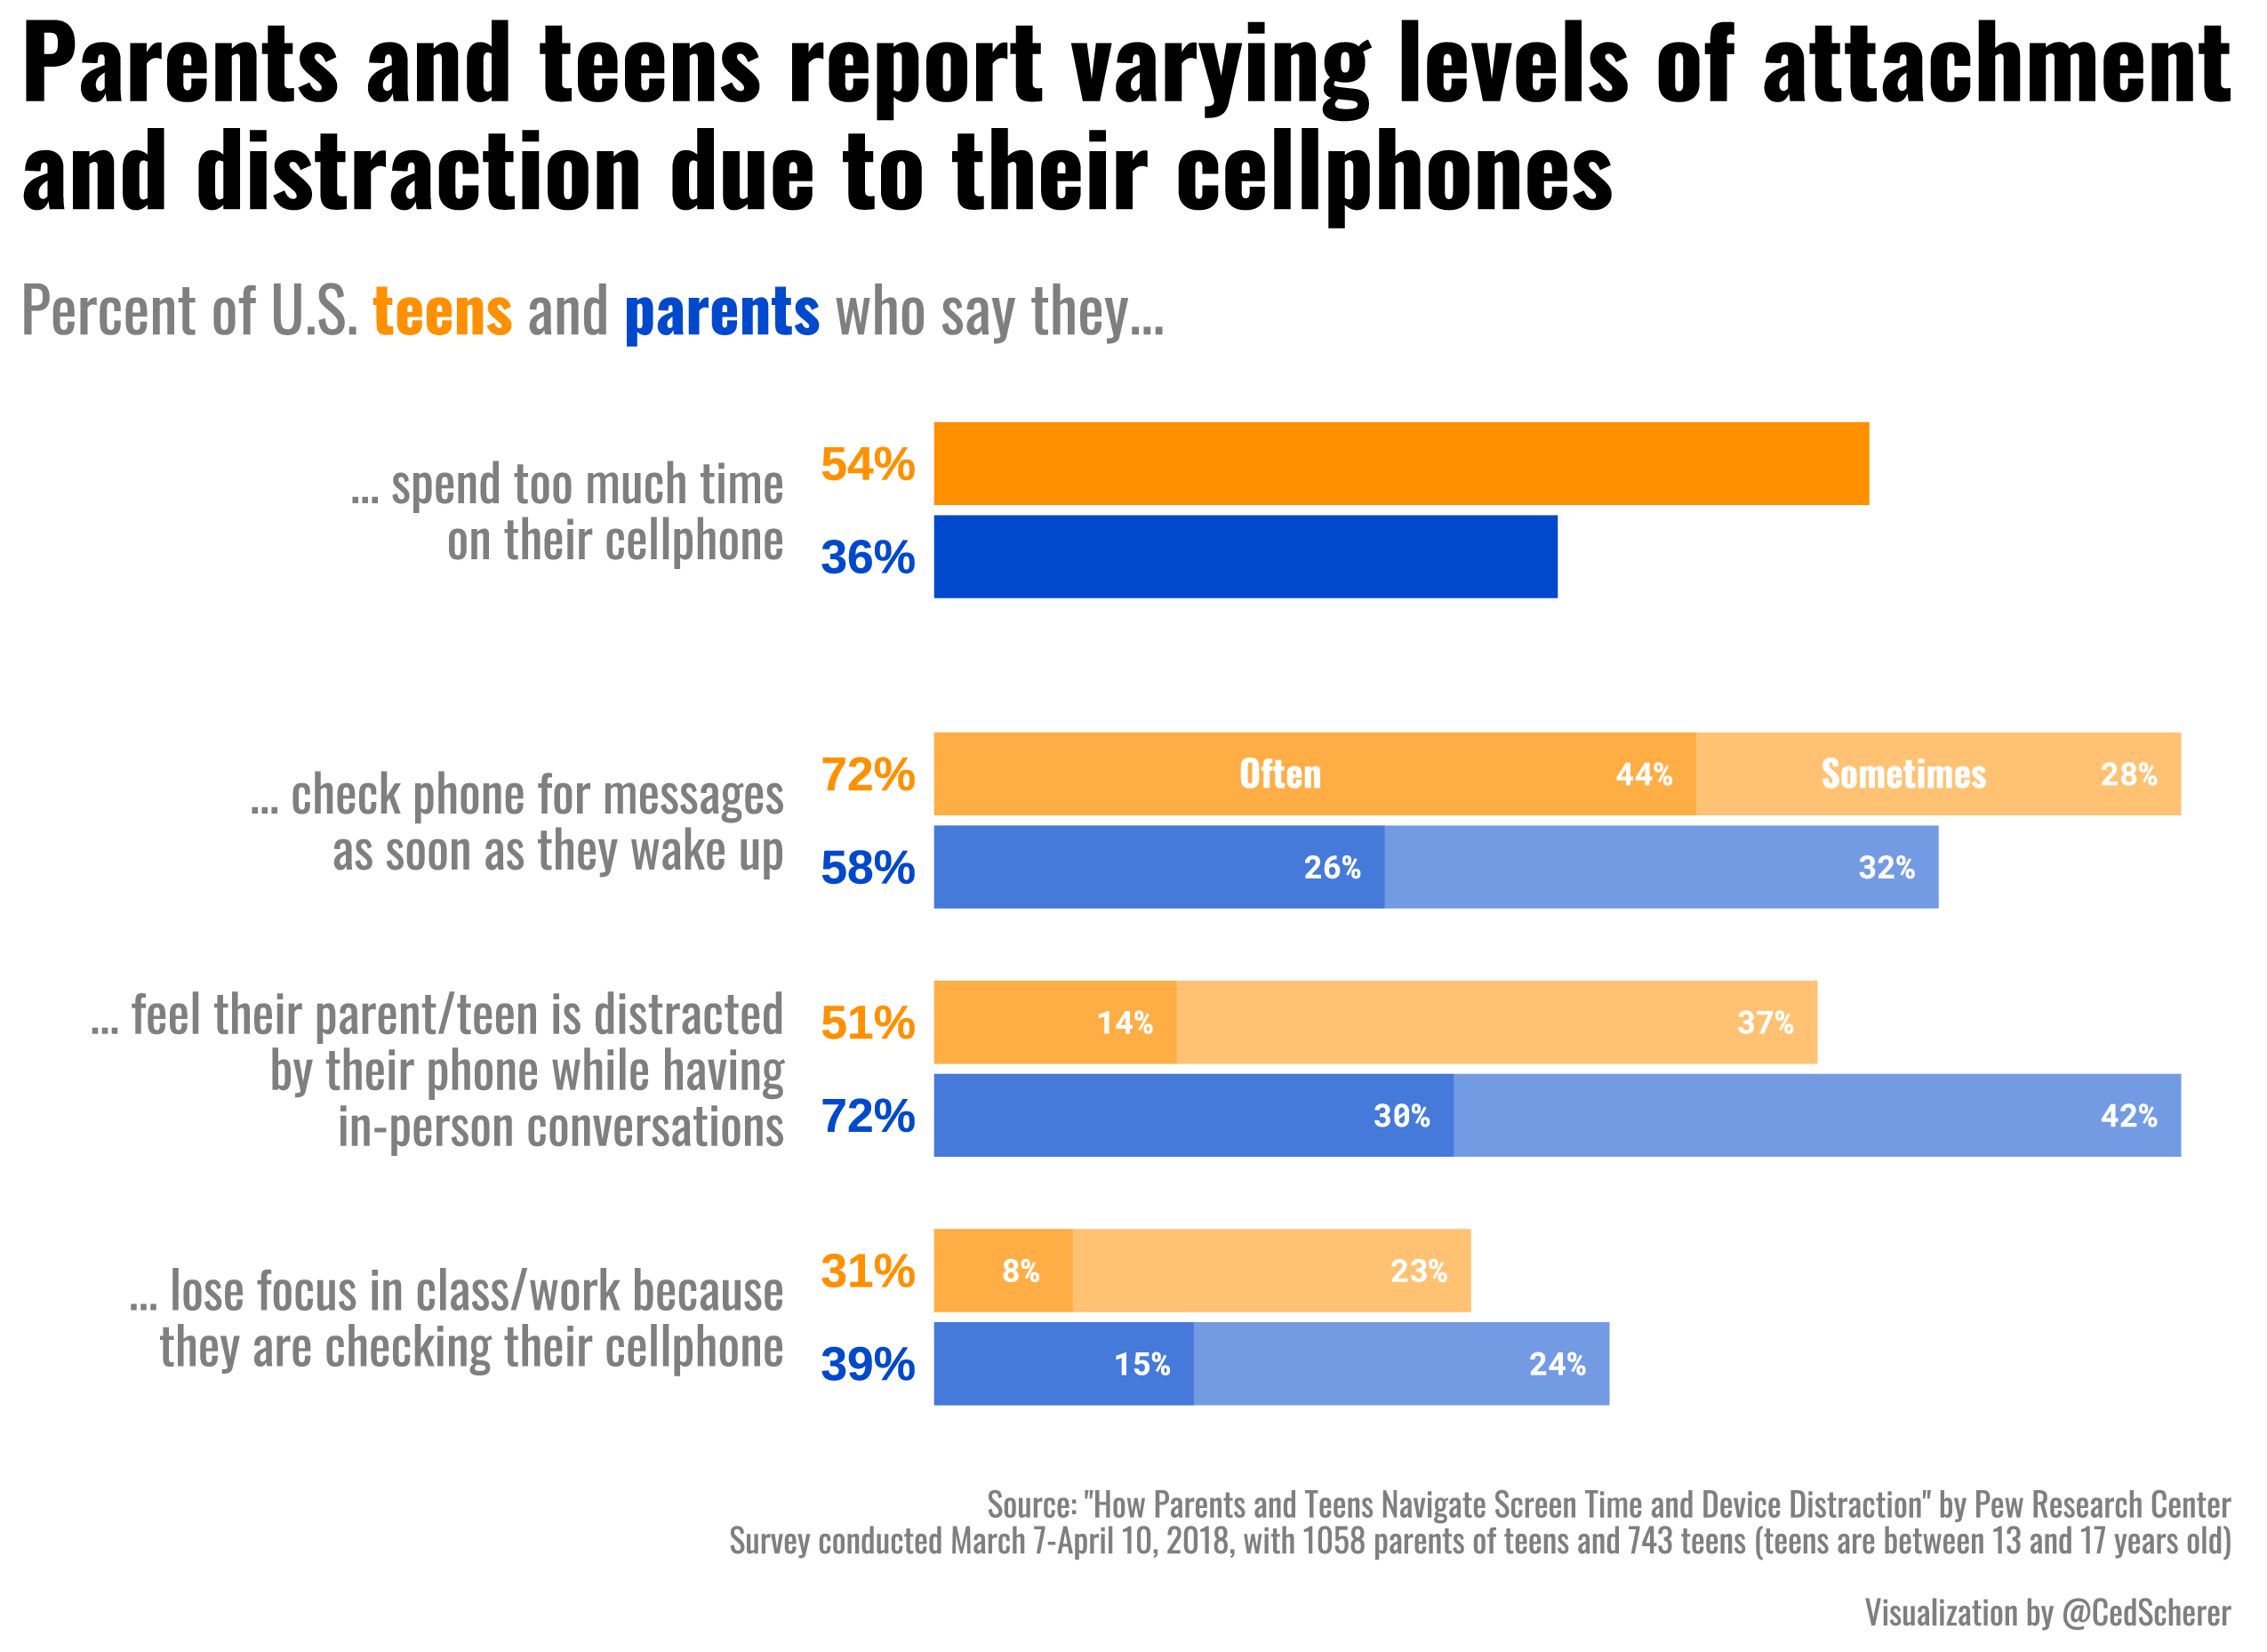 Parents and teens report varying levels of attachment
and distraction due to their cellphones
Percent of U.S. teens and parents who say they...
... spend too much time
on their cellphone
54%
36%
... check phone for messages
as soon as they wake up
72% Often 44% Sometimes 28%
58% 26% 32%
... feel their parent/teen is distracted
by their phone while having
in-person conversations
51% 14% 37%
72% 30% 42%
... lose focus in class/work because
they are checking their cellphone
31% 8% 23%
39% 15% 24%
Source: "How Parents and Teens Navigate Screen Time and Device Distraction" by Pew Research Center
Survey conducted March 7-April 10, 2018, with 1058 parents of teens and 743 teens (teens are between 13 and 17 years old)
Visualization by @CedScherer